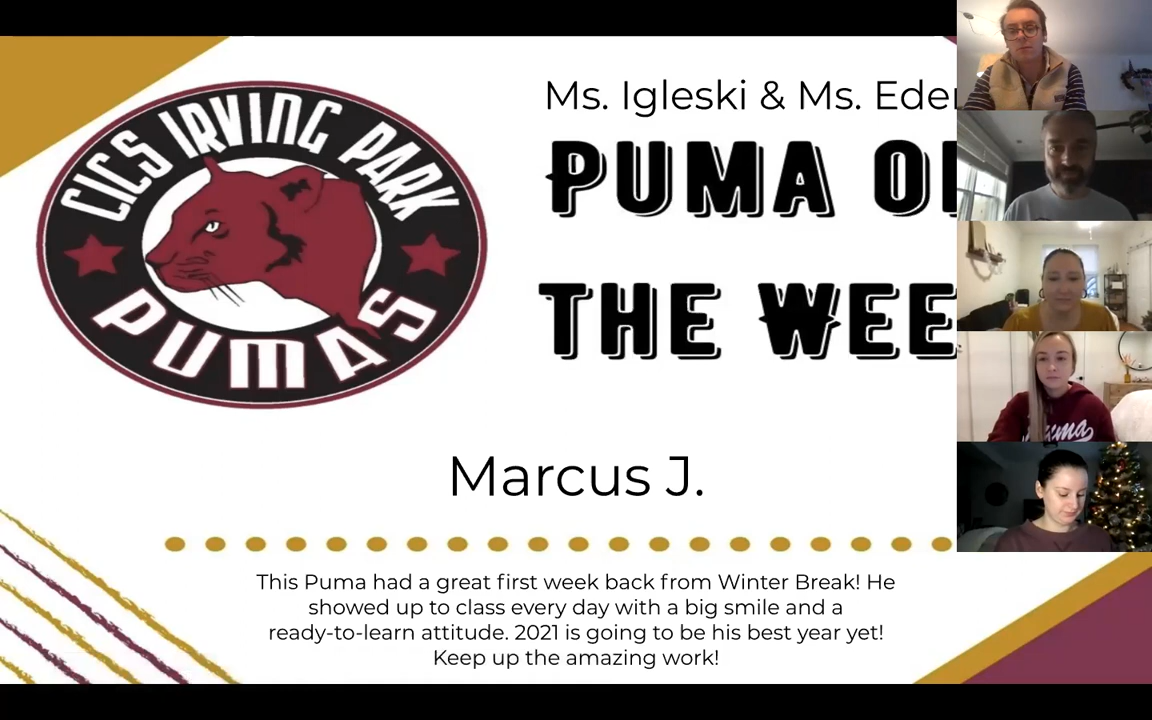 CICS IRVING PARK
PUMAS
Ms. Igleski & Ms. Eder
PUMA OF
THE WEE
Marcus J.
This Puma had a great first week back from Winter Break! He
showed up to class every day with a big smile and a
ready-to-learn attitude. 2021 is going to be his best year yet!
Keep up the amazing work!